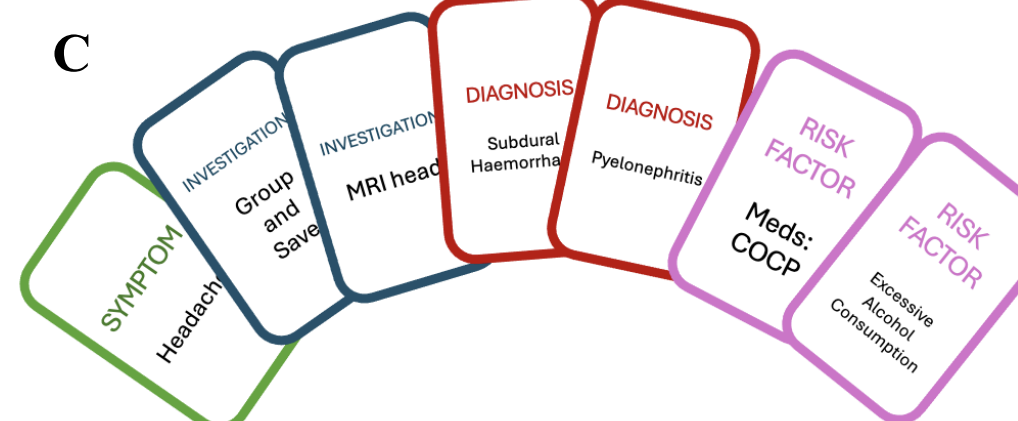 C
SYMPTOM
Headach
INVESTIGATION
Group
and
Save
INVESTIGATION
MRI head
DIAGNOSIS
Subdural
Haemorrha
DIAGNOSIS
Pyelonephritis
RISK
FACTOR
Meds:
COCP
RISK
FACTOR
Excessive
Alcohol
Consumption